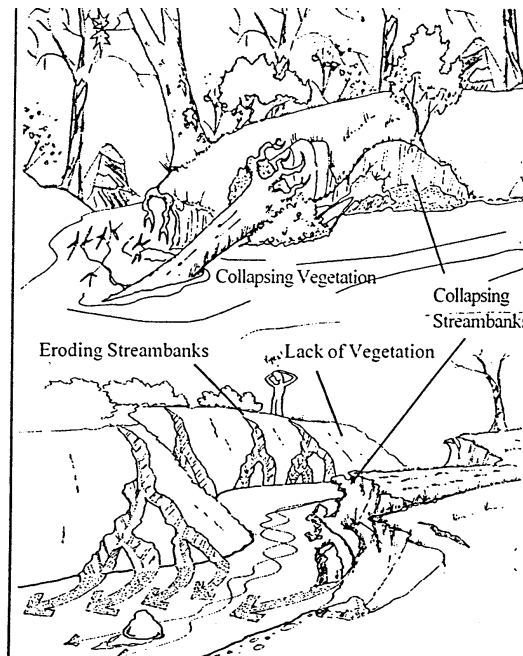 Collapsing Vegetation
Collapsing
Streambanks
Eroding Streambanks
Lack of Vegetation